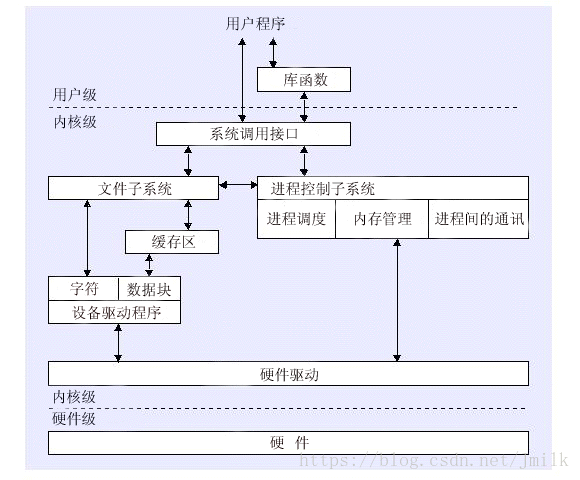 用户程序
库函数
用户级
内核级
系统调用接口
文件子系统
进程控制子系统
进程调度
内存管理
进程间的通讯
缓存区
字符
数据块
设备驱动程序
硬件驱动
内核级
硬件级
硬 件
https://blog.csdn.net/jmilk